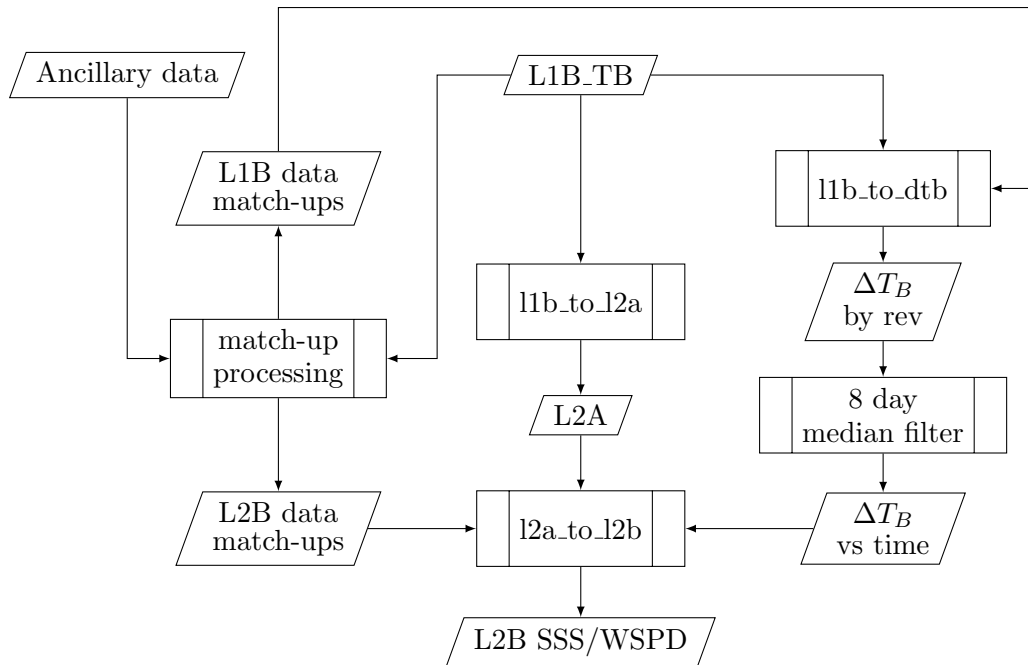 Ancillary data
L1B_TB
L1B data
match-ups
l1b_to_dtb
l1b_to_l2a
ΔT_B
by rev
match-up
processing
L2A
8 day
median filter
L2B data
match-ups
l2a_to_l2b
ΔT_B
vs time
L2B SSS/WSPD